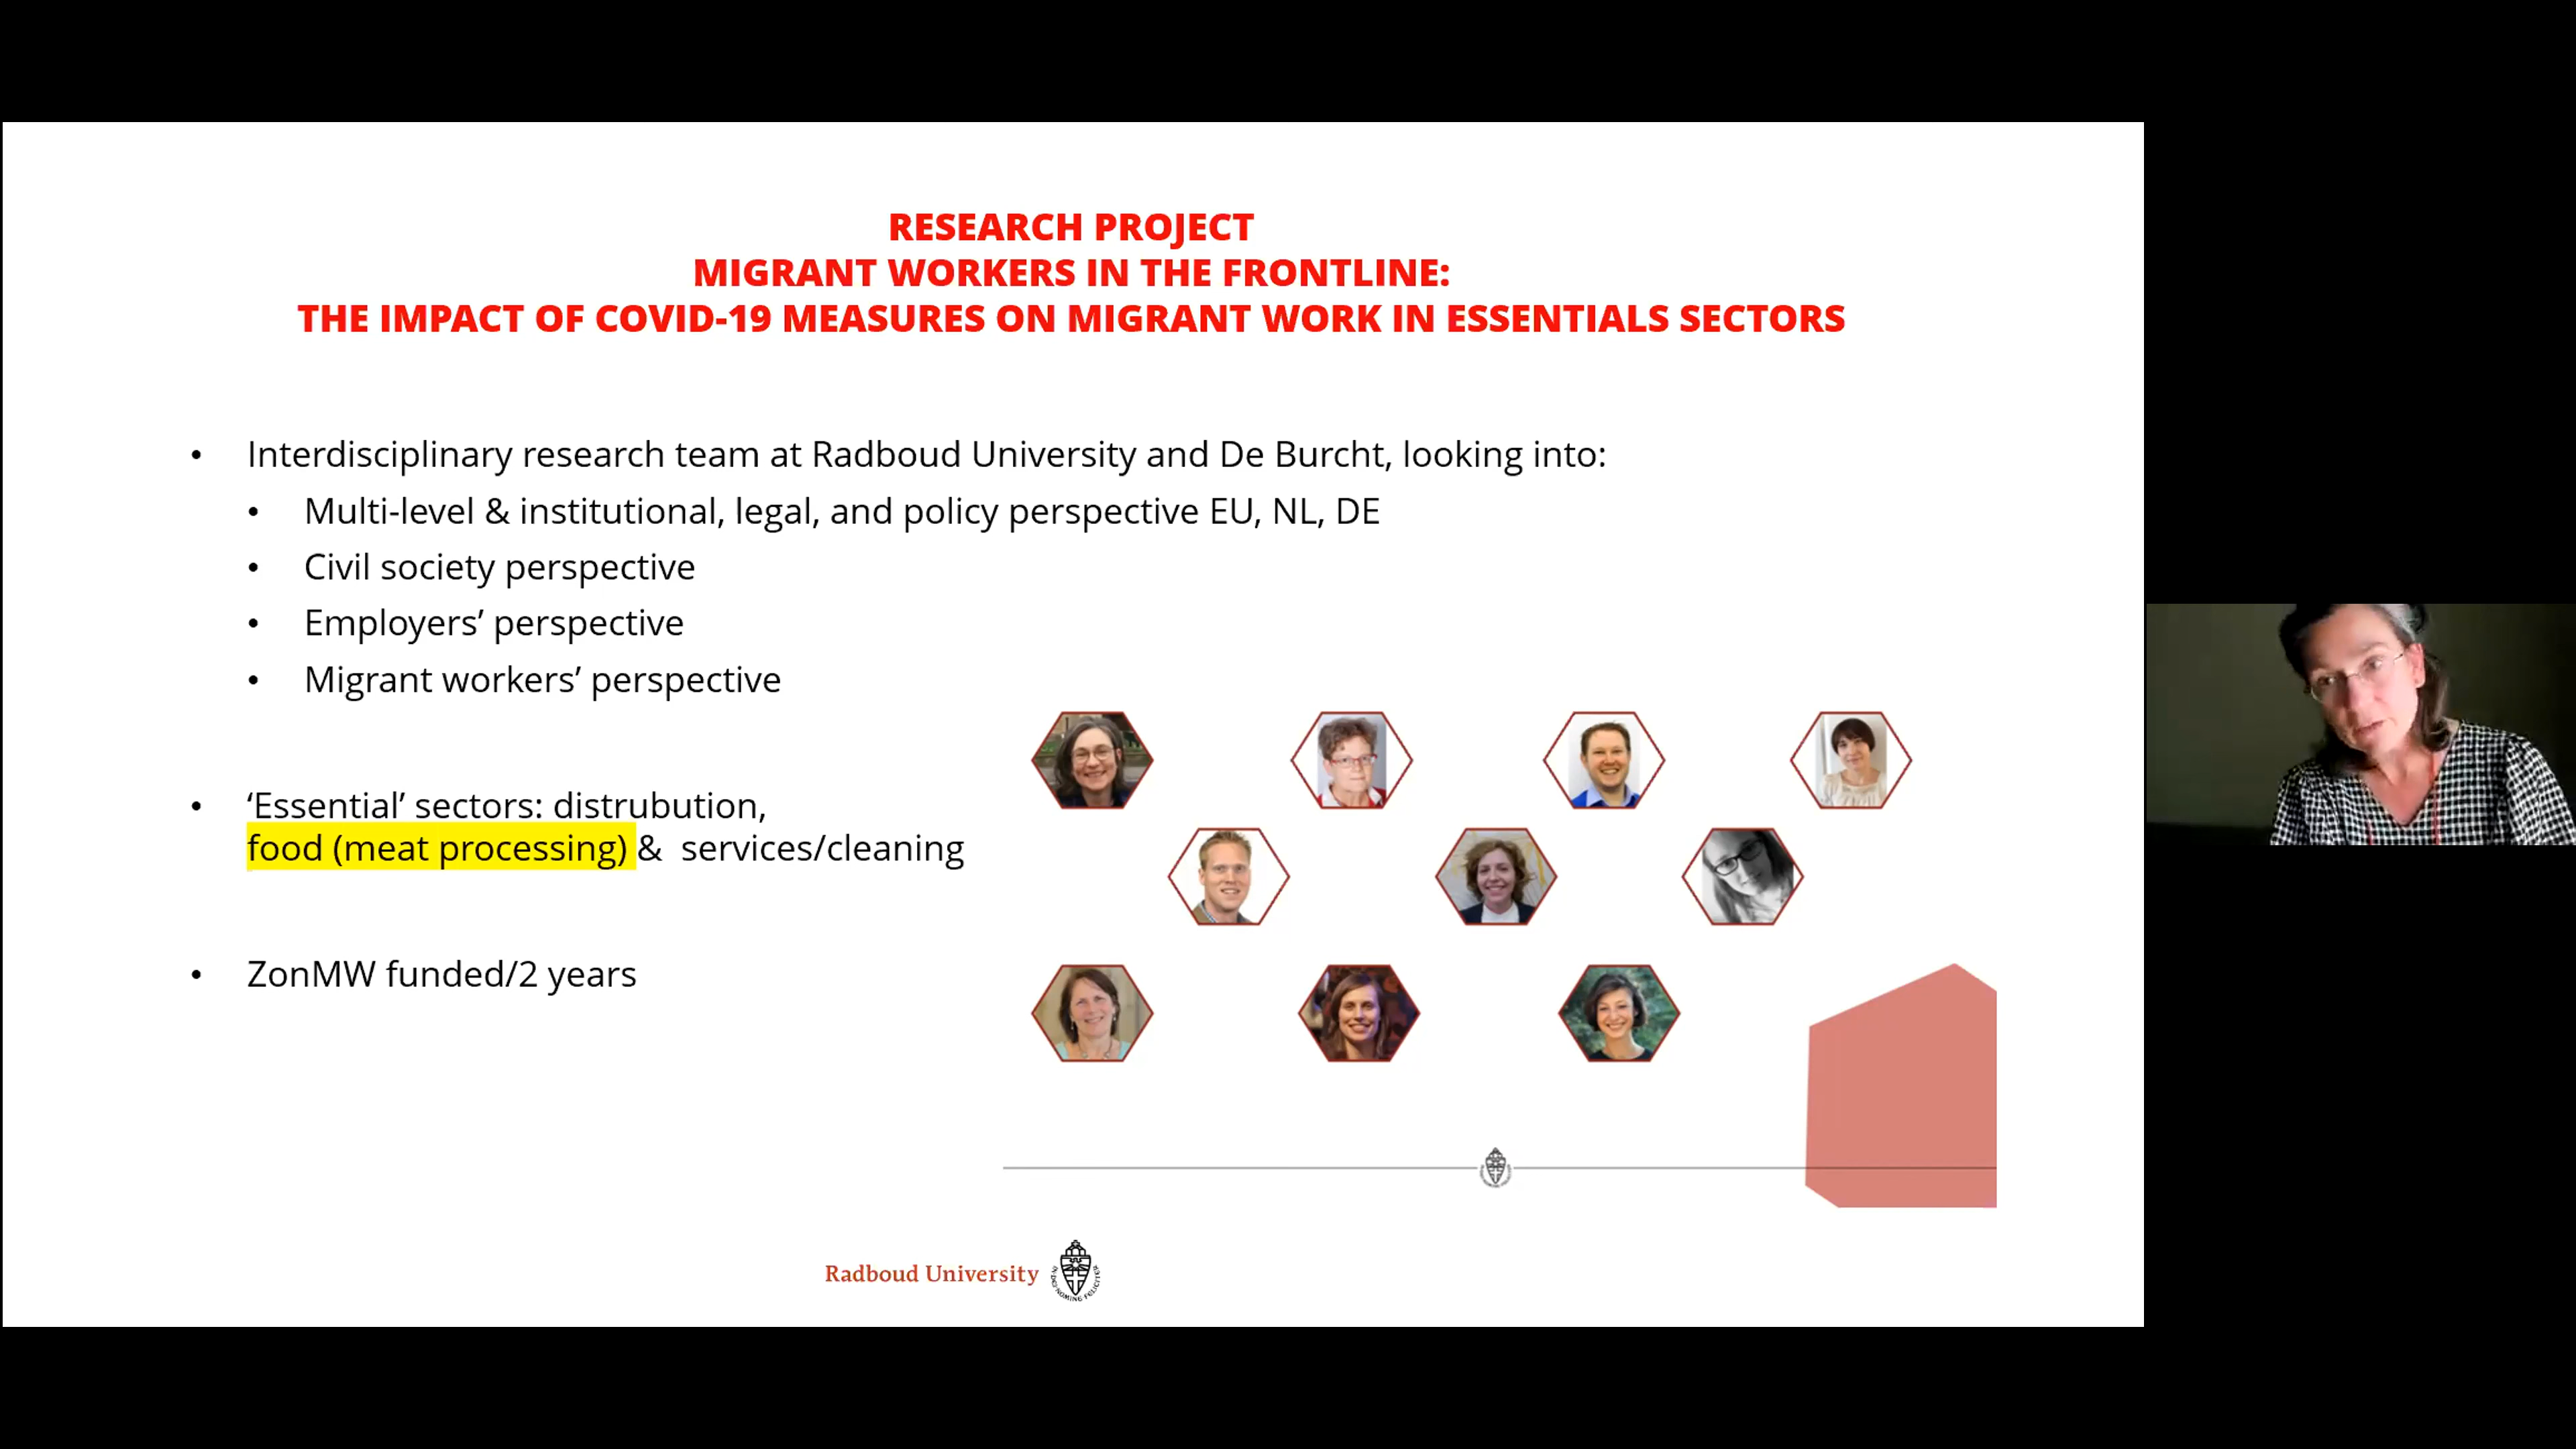 RESEARCH PROJECT
MIGRANT WORKERS IN THE FRONTLINE:
THE IMPACT OF COVID-19 MEASURES ON MIGRANT WORK IN ESSENTIALS SECTORS
• Interdisciplinary research team at Radboud University and De Burcht, looking into:
• Multi-level & institutional, legal, and policy perspective EU, NL, DE
• Civil society perspective
• Employers’ perspective
• Migrant workers’ perspective
• ‘Essential’ sectors: distrubution,
food (meat processing) & services/cleaning
• ZonMW funded/2 years
Radboud University